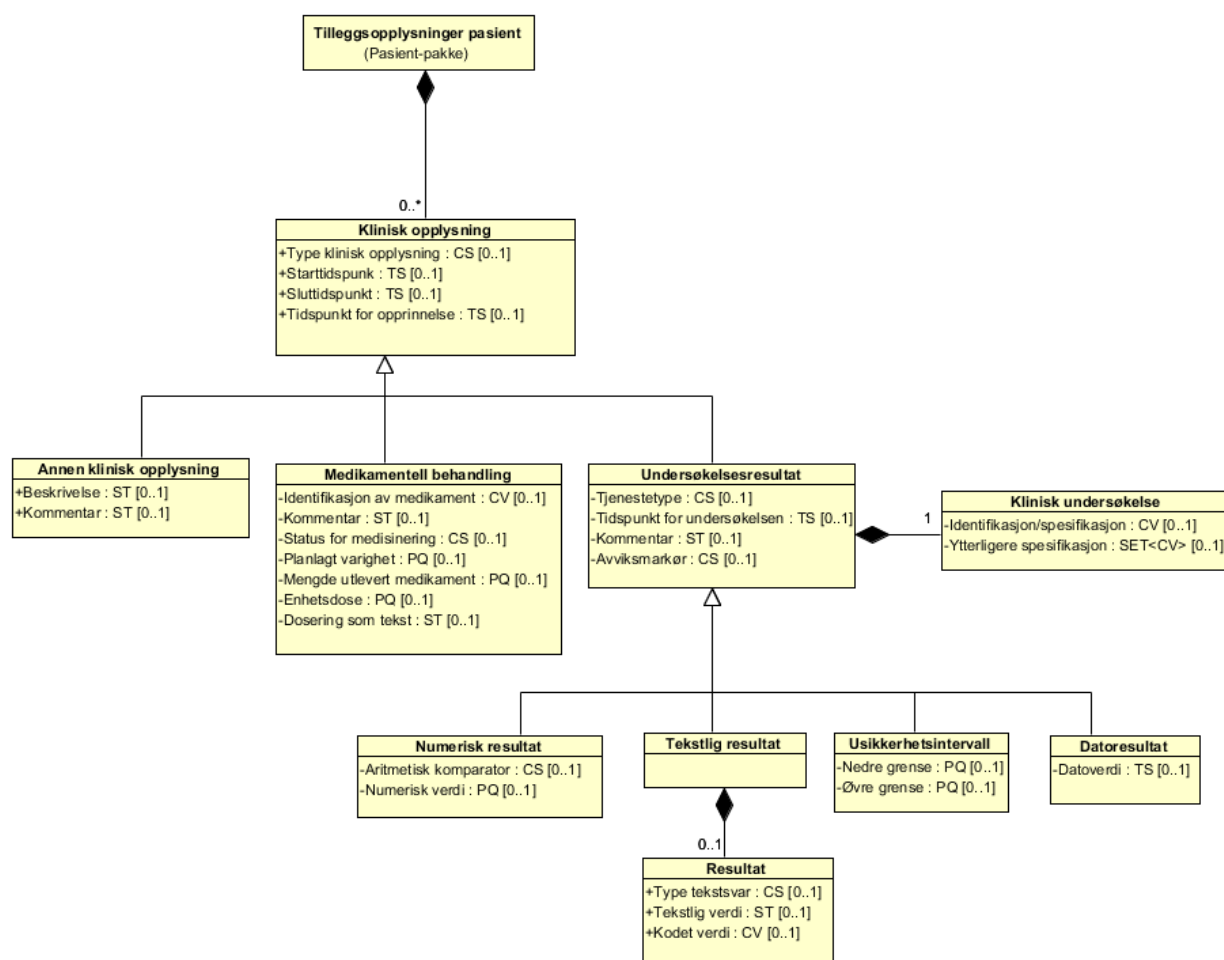 Tilleggsopplysninger pasient
(Pasient-pakke)
0..*
Klinisk opplysning
+Type klinisk opplysning : CS [0..1]
+Starttidspunk : TS [0..1]
+Sluttidspunkt : TS [0..1]
+Tidspunkt for opprinnelse : TS [0..1]
Annen klinisk opplysning
+Beskrivelse : ST [0..1]
+Kommentar : ST [0..1]
Medikamentell behandling
-Identifikasjon av medikament : CV [0..1]
-Kommentar : ST [0..1]
-Status for medisinering : CS [0..1]
-Planlagt varighet : PQ [0..1]
-Mengde utlevert medikament : PQ [0..1]
-Enhetsdose : PQ [0..1]
-Dosering som tekst : ST [0..1]
Undersøkelsesresultat
-Tjenestetype : CS [0..1]
-Tidspunkt for undersøkelsen : TS [0..1]
-Kommentar : ST [0..1]
-Avviksmarkør : CS [0..1]
1
Klinisk undersøkelse
-Identifikasjon/spesifikasjon : CV [0..1]
-Ytterligere spesifikasjon : SET<CV> [0..1]
Numerisk resultat
-Aritmetisk komparator : CS [0..1]
-Numerisk verdi : PQ [0..1]
Tekstlig resultat
Usikkerhetsintervall
-Nedre grense : PQ [0..1]
-Øvre grense : PQ [0..1]
Datoresultat
-Datoverdi : TS [0..1]
0..1
Resultat
+Type tekstsvar : CS [0..1]
+Tekstlig verdi : ST [0..1]
+Kodet verdi : CV [0..1]